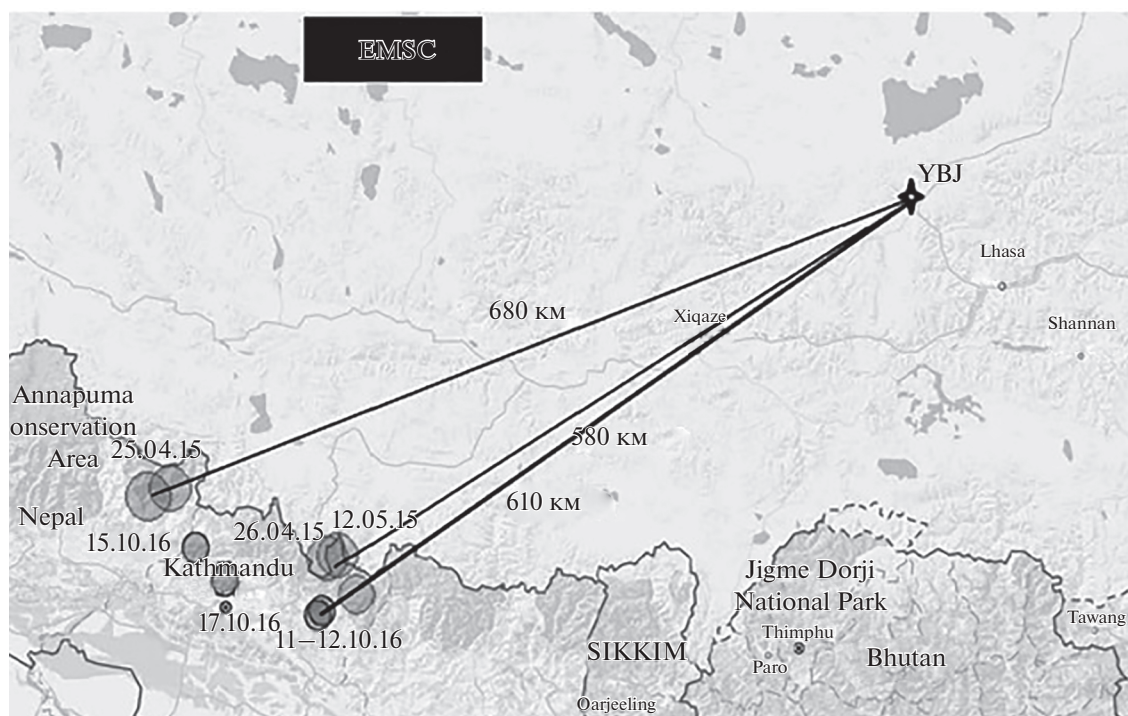 EMSC
YBJ
Lhasa
680 км
Xiqaze
Shannan
Annapuma
onservation
Area
25.04.15
580 км
610 км
Nepal
26.04.15
12.05.15
15.10.16
Kathmandu
Jigme Dorji
National Park
17.10.16
11–12.10.16
Thimphu
Tawang
SIKKIM
Paro
Bhutan
Oarjeeling